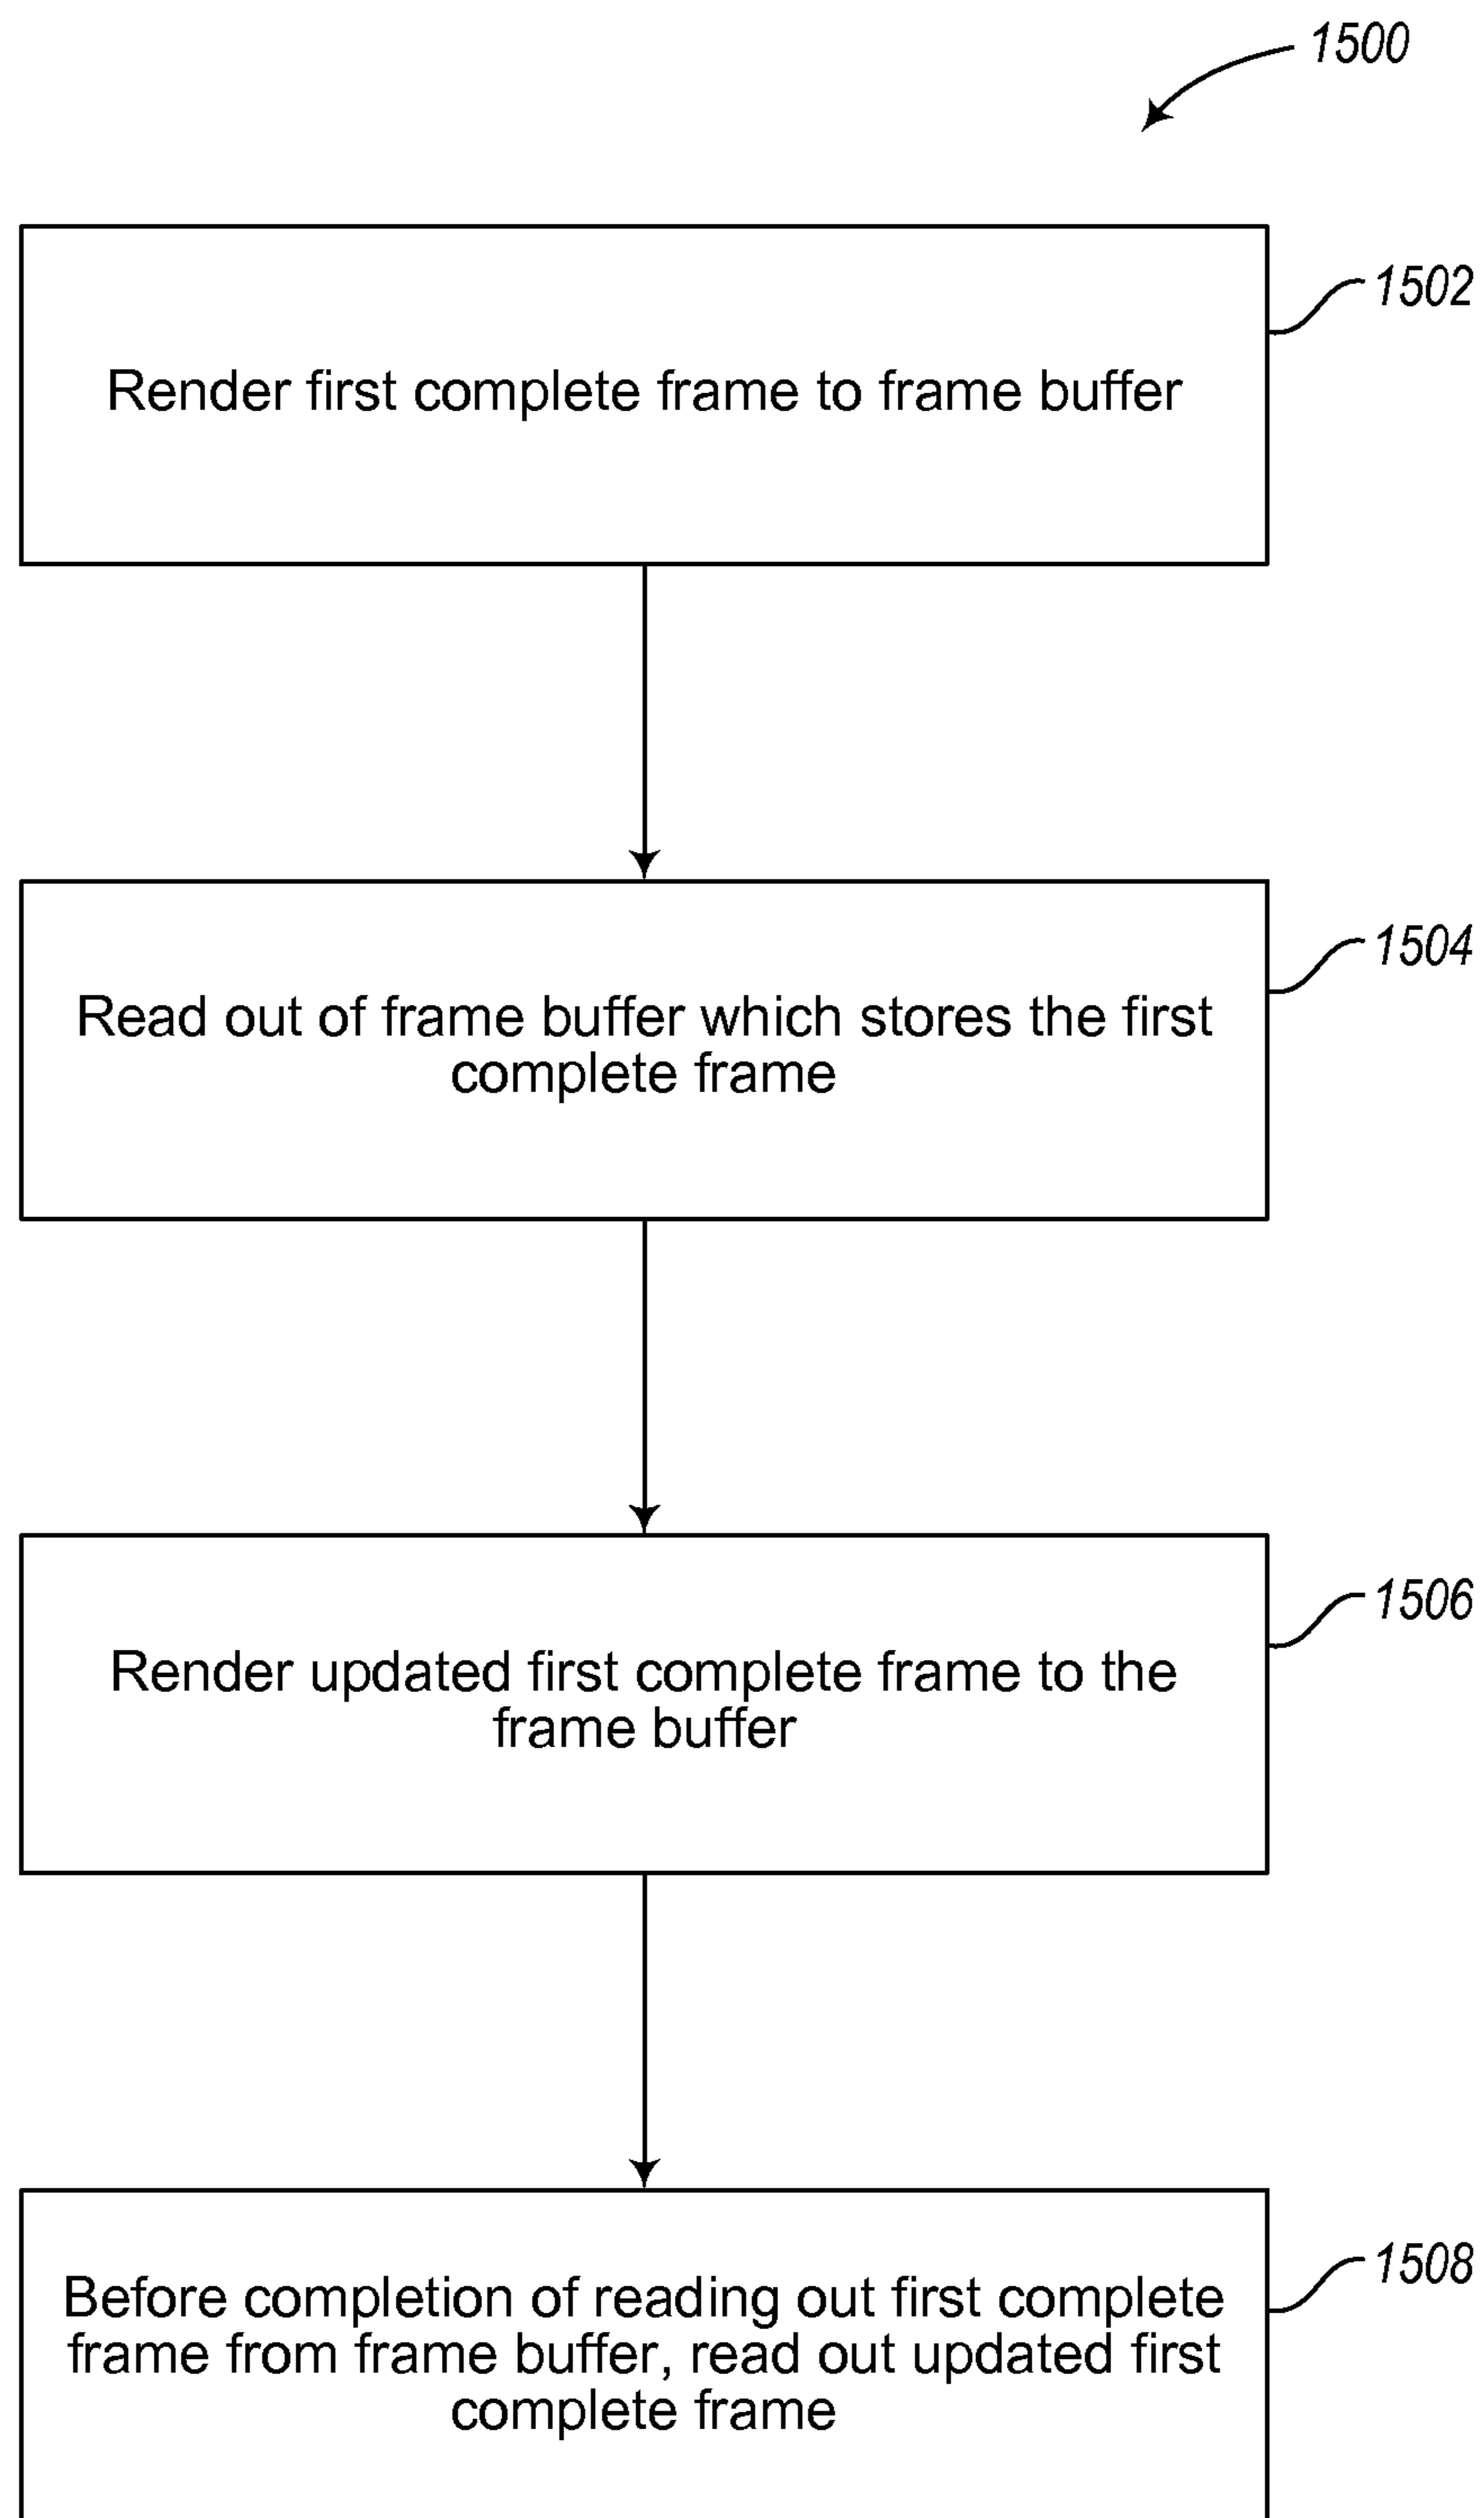 1500
1502
Render first complete frame to frame buffer
1504
Read out of frame buffer which stores the first
complete frame
1506
Render updated first complete frame to the
frame buffer
1508
Before completion of reading out first complete
frame from frame buffer, read out updated first
complete frame